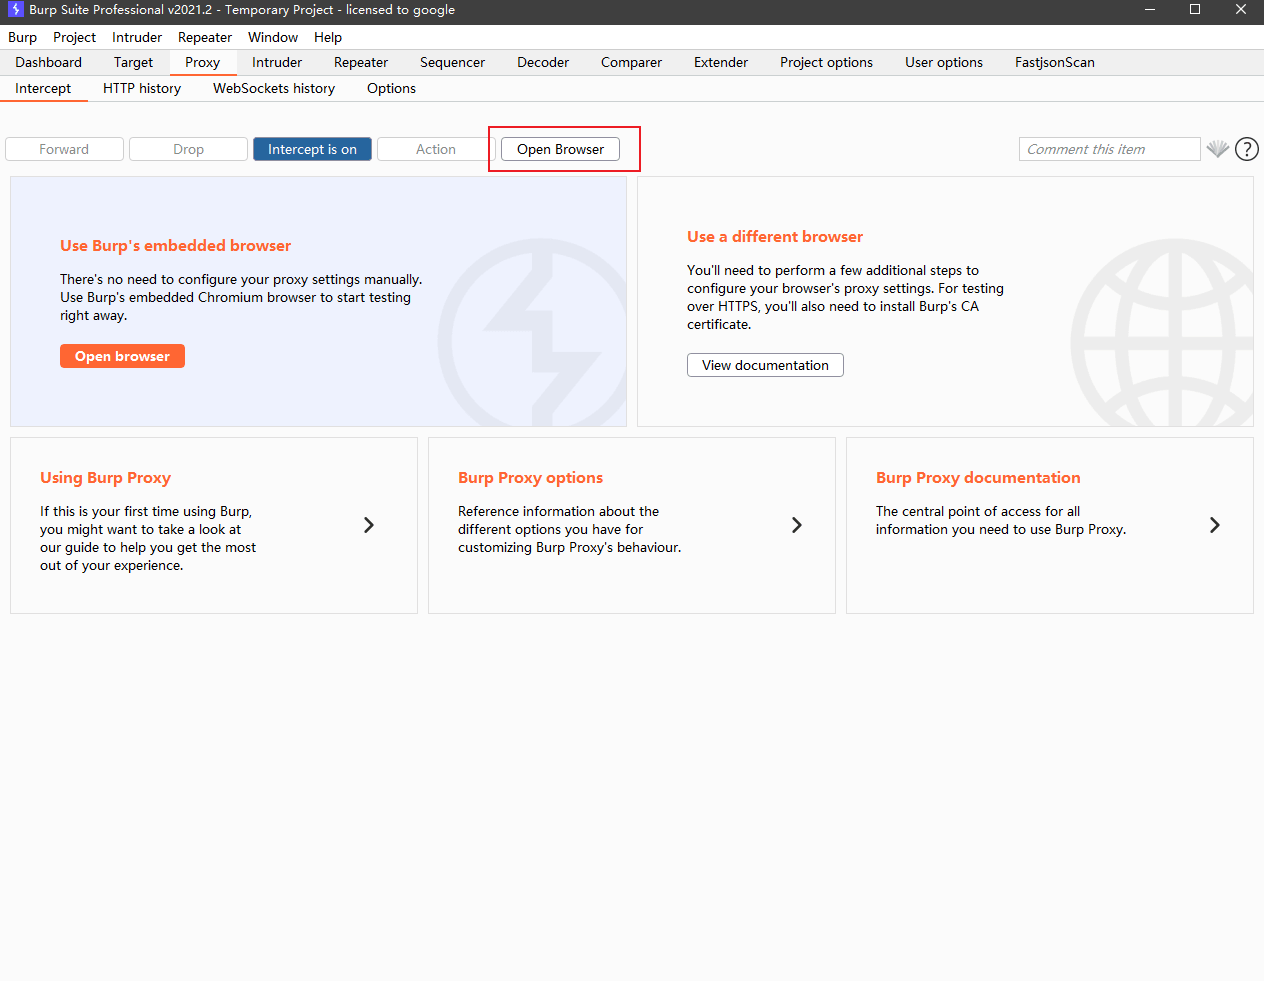 Burp Suite Professional v2021.2 - Temporary Project - licensed to google
Burp Project Intruder Repeater Window Help
Dashboard Target Proxy Intruder Repeater Sequencer Decoder Comparer Extender Project options User options FastjsonScan
Intercept HTTP history WebSockets history Options
Forward Drop Intercept is on Action Open Browser Comment this item ?
Use Burp's embedded browser
There's no need to configure your proxy settings manually.
Use Burp's embedded Chromium browser to start testing
right away.
Open browser
Use a different browser
You'll need to perform a few additional steps to
configure your browser's proxy settings. For testing
over HTTPS, you'll also need to install Burp's CA
certificate.
View documentation
Using Burp Proxy
If this is your first time using Burp,
you might want to take a look at
our guide to help you get the most
out of your experience.
Burp Proxy options
Reference information about the
different options you have for
customizing Burp Proxy's behaviour.
Burp Proxy documentation
The central point of access for all
information you need to use Burp Proxy.